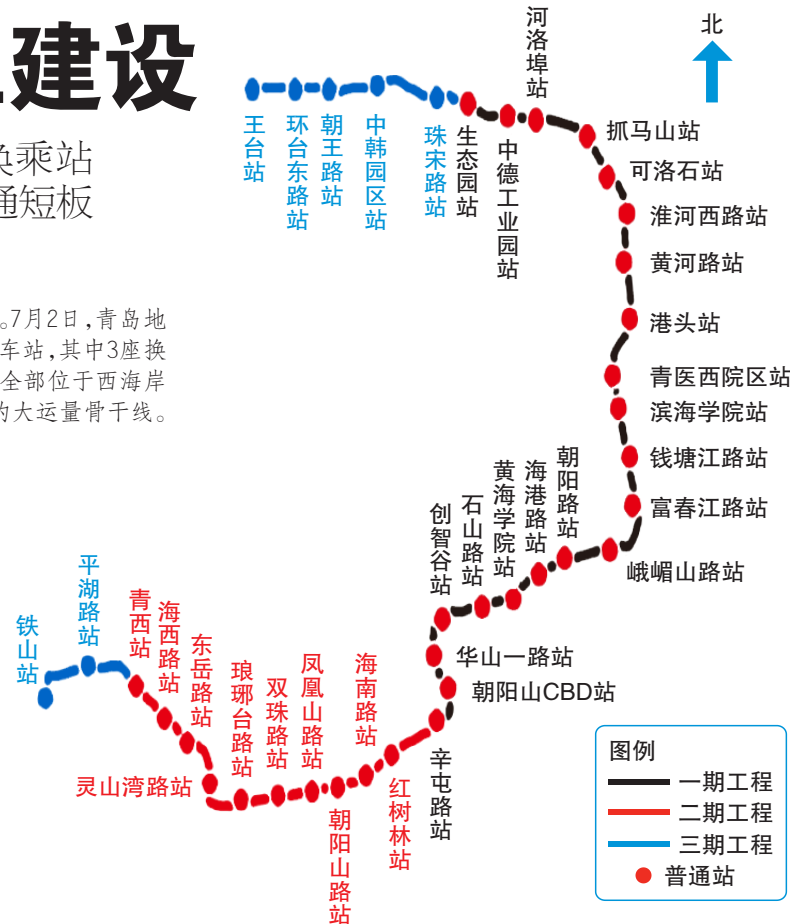 建设
换乘站
通短板
。7月2日,青岛地
车站,其中3座换
全部位于西海岸
的大运量骨干线。
北
王台站
环台东路站
朝王路站
中韩园区站
珠宋路站
生态园站
中德工业园站
河洛埠站
抓马山站
可洛石站
淮河西路站
黄河路站
港头站
青医西院区站
滨海学院站
钱塘江路站
富春江路站
峨嵋山路站
朝阳路站
海港路站
黄海学院站
石山路站
创智谷站
华山一路站
朝阳山CBD站
辛屯路站
红树林站
海南路站
朝阳山路站
凤凰山路站
双珠路站
琅琊台路站
灵山湾路站
东岳路站
海西路站
青西站
平湖路站
铁山站
图例
一期工程
二期工程
三期工程
普通站